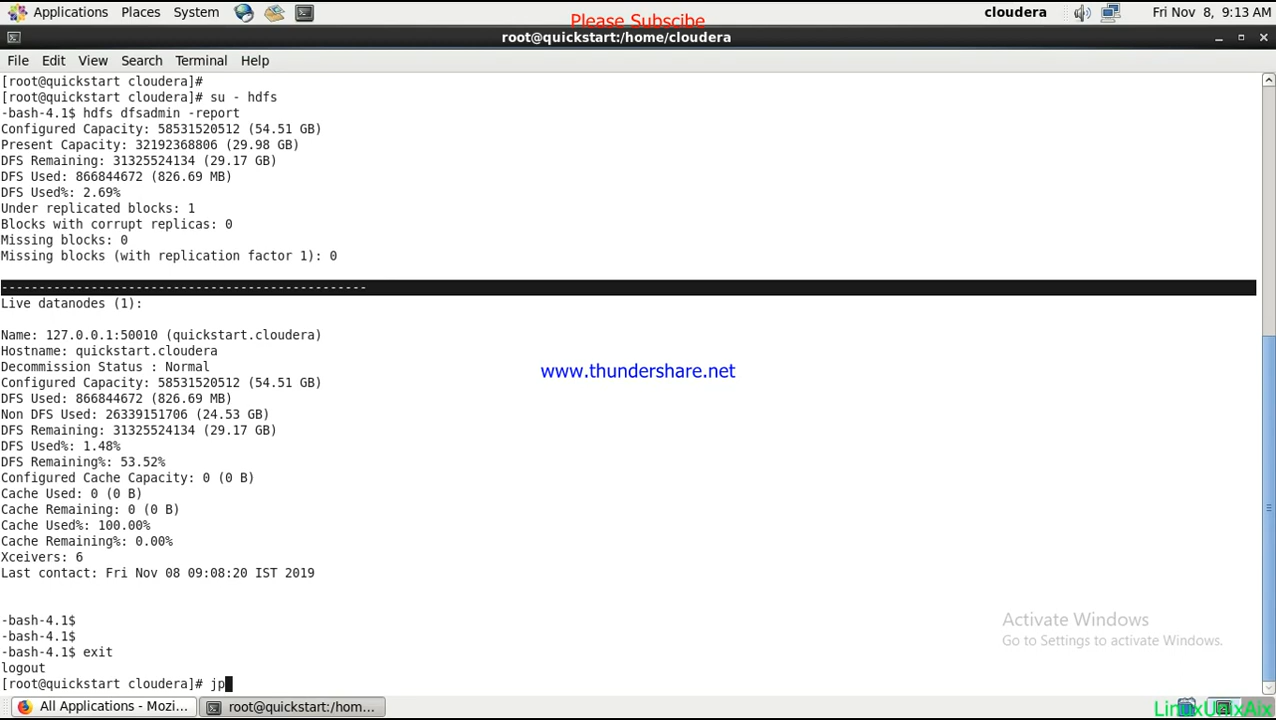 Applications Places System cloudera Fri Nov 8, 9:13 AM
Please Subscibe
root@quickstart:/home/cloudera
File Edit View Search Terminal Help
[root@quickstart cloudera]#
[root@quickstart cloudera]# su - hdfs
-bash-4.1$ hdfs dfsadmin -report
Configured Capacity: 58531520512 (54.51 GB)
Present Capacity: 32192368806 (29.98 GB)
DFS Remaining: 31325524134 (29.17 GB)
DFS Used: 866844672 (826.69 MB)
DFS Used%: 2.69%
Under replicated blocks: 1
Blocks with corrupt replicas: 0
Missing blocks: 0
Missing blocks (with replication factor 1): 0
-------------------------------------------------
Live datanodes (1):
Name: 127.0.0.1:50010 (quickstart.cloudera)
Hostname: quickstart.cloudera
Decommission Status : Normal
www.thundershare.net
Configured Capacity: 58531520512 (54.51 GB)
DFS Used: 866844672 (826.69 MB)
Non DFS Used: 26339151706 (24.53 GB)
DFS Remaining: 31325524134 (29.17 GB)
DFS Used%: 1.48%
DFS Remaining%: 53.52%
Configured Cache Capacity: 0 (0 B)
Cache Used: 0 (0 B)
Cache Remaining: 0 (0 B)
Cache Used%: 100.00%
Cache Remaining%: 0.00%
Xceivers: 6
Last contact: Fri Nov 08 09:08:20 IST 2019
-bash-4.1$
-bash-4.1$
-bash-4.1$ exit
logout
[root@quickstart cloudera]# jp
Activate Windows
Go to Settings to activate Windows.
All Applications - Mozi... root@quickstart:/hom...
LinuxUnixAix